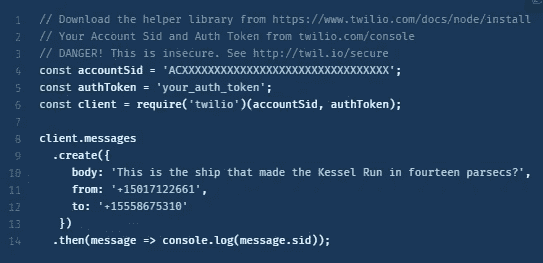 1 // Download the helper library from https://www.twilio.com/docs/node/install
2 // Your Account Sid and Auth Token from twilio.com/console
3 // DANGER! This is insecure. See http://twil.io/secure
4 const accountSid = 'ACXXXXXXXXXXXXXXXXXXXXXXXXXXXXXXXX';
5 const authToken = 'your_auth_token';
6 const client = require('twilio')(accountSid, authToken);
7
8 client.messages
9 .create({
10 body: 'This is the ship that made the Kessel Run in fourteen parsecs?',
11 from: '+15017122661',
12 to: '+15558675310'
13 })
14 .then(message => console.log(message.sid));